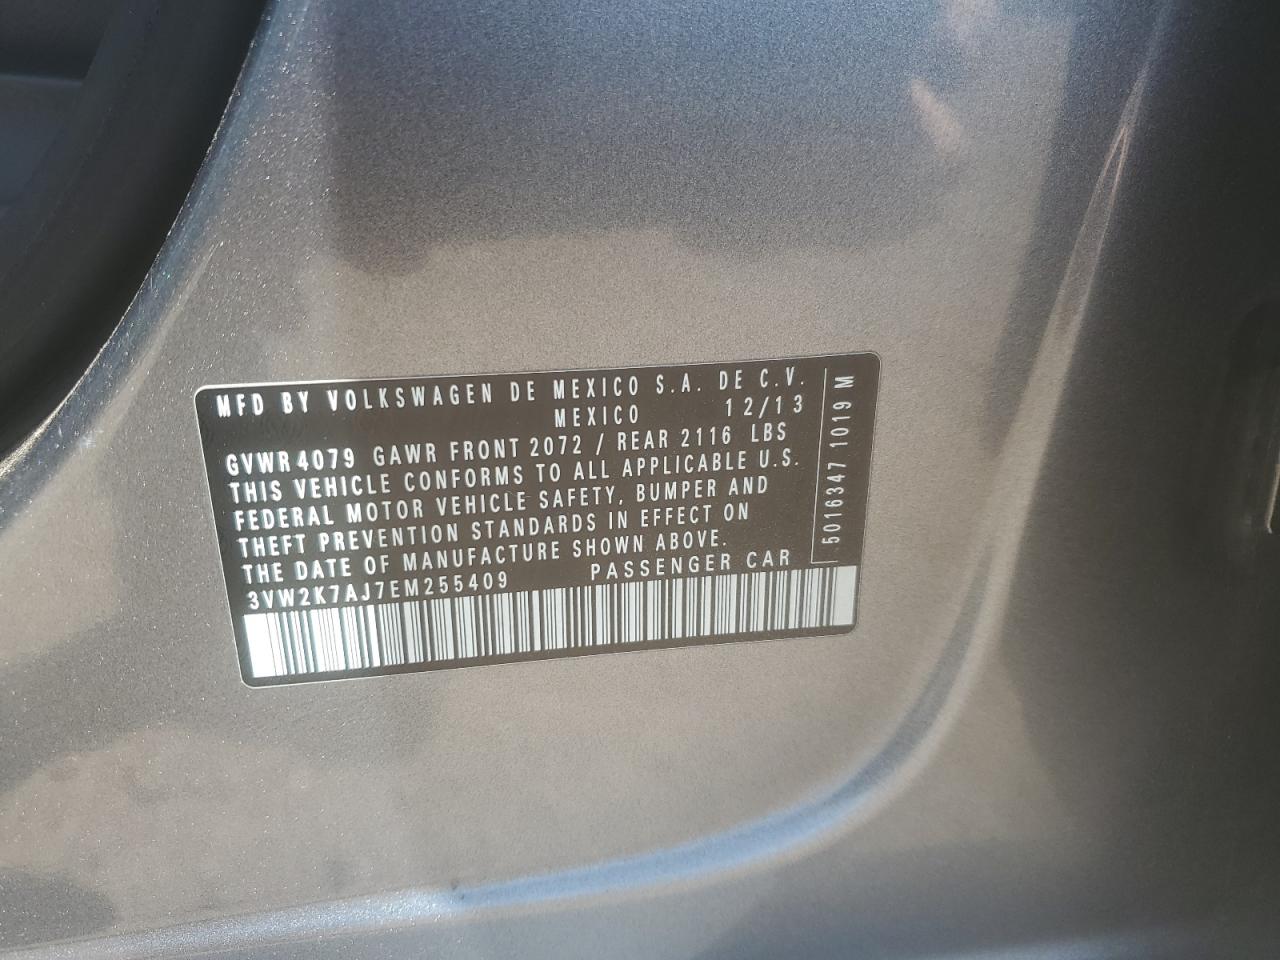 MFD BY VOLKSWAGEN DE MEXICO S.A. DE C.V.
MEXICO 12/13
GVWR 4079 GAWR FRONT 2072 / REAR 2116 LBS
THIS VEHICLE CONFORMS TO ALL APPLICABLE U.S.
FEDERAL MOTOR VEHICLE SAFETY, BUMPER AND
THEFT PREVENTION STANDARDS IN EFFECT ON
THE DATE OF MANUFACTURE SHOWN ABOVE.
3VW2K7AJ7EM255409 PASSENGER CAR
5016347 1019 M